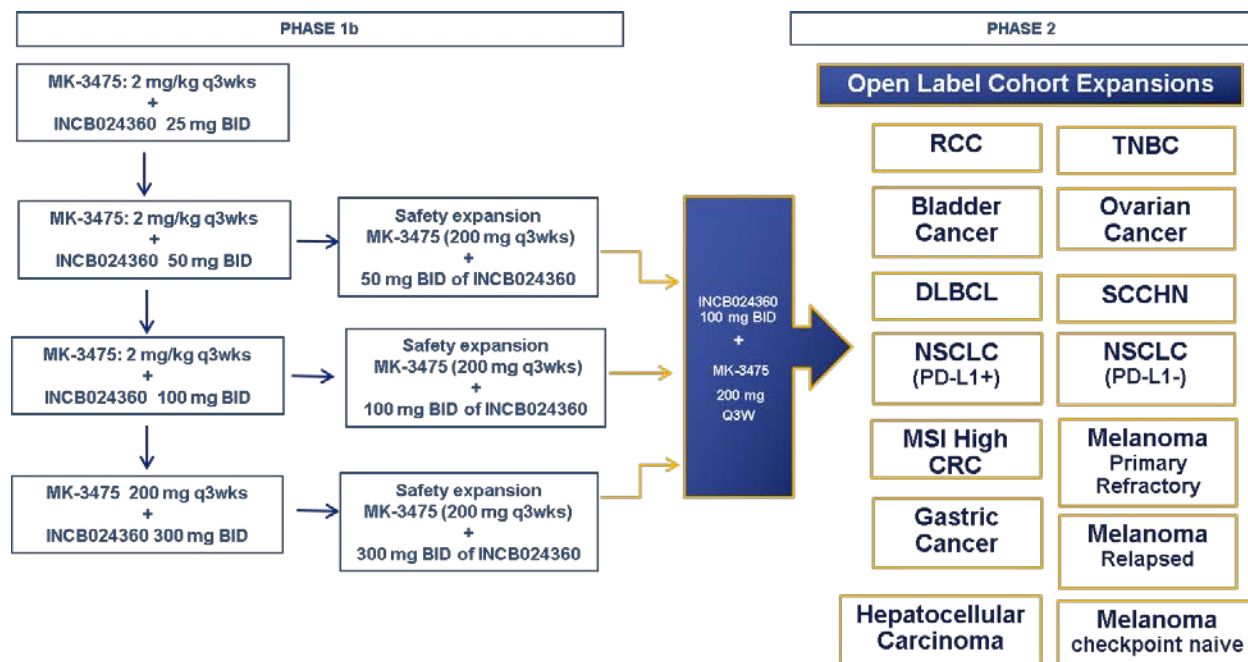 PHASE 1b
PHASE 2
MK-3475: 2 mg/kg q3wks
+
INCB024360 25 mg BID
MK-3475: 2 mg/kg q3wks
+
INCB024360 50 mg BID
MK-3475: 2 mg/kg q3wks
+
INCB024360 100 mg BID
MK-3475 200 mg q3wks
+
INCB024360 300 mg BID
Safety expansion
MK-3475 (200 mg q3wks)
+
50 mg BID of INCB024360
Safety expansion
MK-3475 (200 mg q3wks)
+
100 mg BID of INCB024360
Safety expansion
MK-3475 (200 mg q3wks)
+
300 mg BID of INCB024360
INCB024360
100 mg BID
+
MK-3475
200 mg
Q3W
Open Label Cohort Expansions
RCC
TNBC
Bladder
Cancer
Ovarian
Cancer
DLBCL
SCCHN
NSCLC
(PD-L1+)
NSCLC
(PD-L1-)
MSI High
CRC
Melanoma
Primary
Refractory
Gastric
Cancer
Melanoma
Relapsed
Hepatocellular
Carcinoma
Melanoma
checkpoint naive